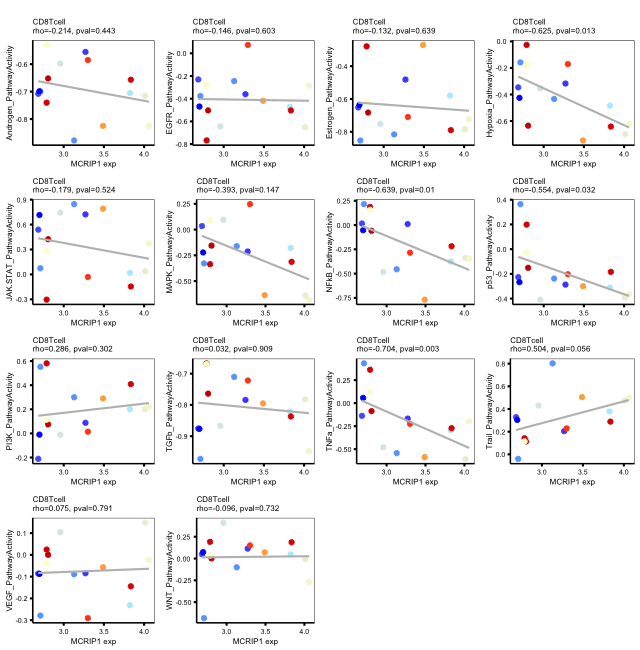 CD8Tcell
rho=-0.214, pval=0.443
Androgen_PathwayActivity
-0.6
-0.8
3.0 3.5 4.0
MCRIP1 exp
CD8Tcell
rho=-0.146, pval=0.603
EGFR_PathwayActivity
0.0
-0.2
-0.4
-0.6
-0.8
3.0 3.5 4.0
MCRIP1 exp
CD8Tcell
rho=-0.132, pval=0.639
Estrogen_PathwayActivity
-0.4
-0.6
-0.8
3.0 3.5 4.0
MCRIP1 exp
CD8Tcell
rho=-0.625, pval=0.013
Hypoxia_PathwayActivity
0.0
-0.2
-0.4
-0.6
3.0 3.5 4.0
MCRIP1 exp
CD8Tcell
rho=-0.179, pval=0.524
JAK-STAT_PathwayActivity
0.9
0.6
0.3
0.0
-0.3
3.0 3.5 4.0
MCRIP1 exp
CD8Tcell
rho=-0.393, pval=0.147
MAPK_PathwayActivity
0.25
0.00
-0.25
-0.50
3.0 3.5 4.0
MCRIP1 exp
CD8Tcell
rho=-0.639, pval=0.01
NFkB_PathwayActivity
0.25
0.00
-0.25
-0.50
-0.75
3.0 3.5 4.0
MCRIP1 exp
CD8Tcell
rho=-0.554, pval=0.032
p53_PathwayActivity
0.4
0.2
0.0
-0.2
-0.4
3.0 3.5 4.0
MCRIP1 exp
CD8Tcell
rho=0.286, pval=0.302
PI3K_PathwayActivity
0.6
0.4
0.2
0.0
-0.2
3.0 3.5 4.0
MCRIP1 exp
CD8Tcell
rho=0.032, pval=0.909
TGFb_PathwayActivity
-0.7
-0.8
-0.9
3.0 3.5 4.0
MCRIP1 exp
CD8Tcell
rho=-0.704, pval=0.003
TNFa_PathwayActivity
0.25
0.00
-0.25
-0.50
3.0 3.5 4.0
MCRIP1 exp
CD8Tcell
rho=0.504, pval=0.056
Trail_PathwayActivity
0.8
0.6
0.4
0.2
0.0
3.0 3.5 4.0
MCRIP1 exp
CD8Tcell
rho=0.075, pval=0.791
VEGF_PathwayActivity
0.1
0.0
-0.1
-0.2
-0.3
3.0 3.5 4.0
MCRIP1 exp
CD8Tcell
rho=-0.096, pval=0.732
WNT_PathwayActivity
0.25
0.00
-0.25
-0.50
3.0 3.5 4.0
MCRIP1 exp